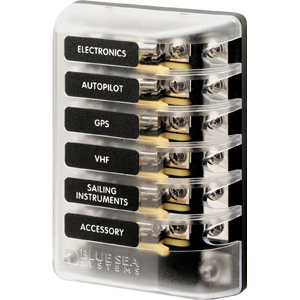 ELECTRONICS
AUTOPILOT
GPS
VHF
SAILING
INSTRUMENTS
ACCESSORY
BLUE SEA
SYSTEMS